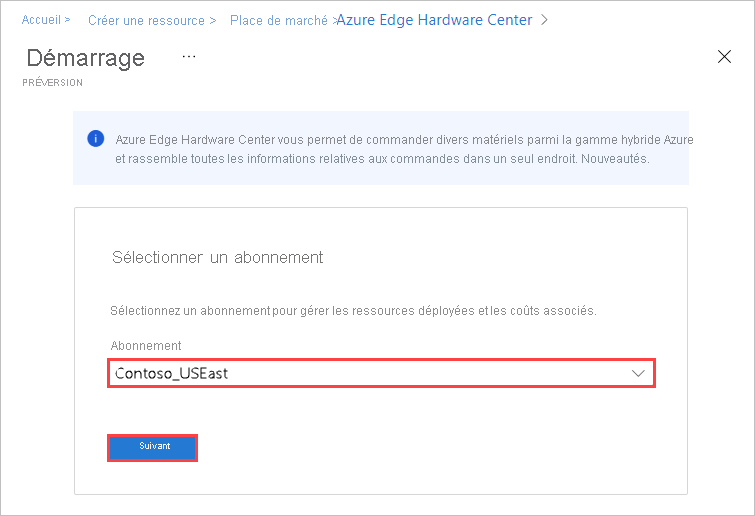 Accueil > Créer une ressource > Place de marché > Azure Edge Hardware Center >
Démarrage ...
PRÉVERSION
Azure Edge Hardware Center vous permet de commander divers matériels parmi la gamme hybride Azure
et rassemble toutes les informations relatives aux commandes dans un seul endroit. Nouveautés.
Sélectionner un abonnement
Sélectionnez un abonnement pour gérer les ressources déployées et les coûts associés.
Abonnement
Contoso_USEast
Suivant